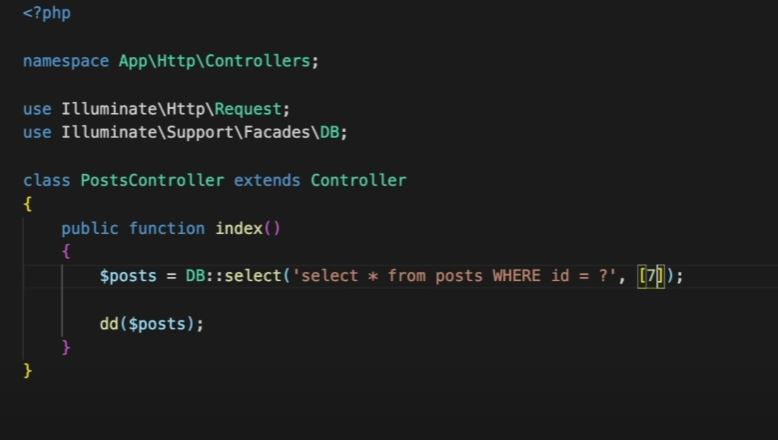 <?php
namespace App\Http\Controllers;
use Illuminate\Http\Request;
use Illuminate\Support\Facades\DB;
class PostsController extends Controller
{
public function index()
{
$posts = DB::select('select * from posts WHERE id = ?', [7]);
dd($posts);
}
}